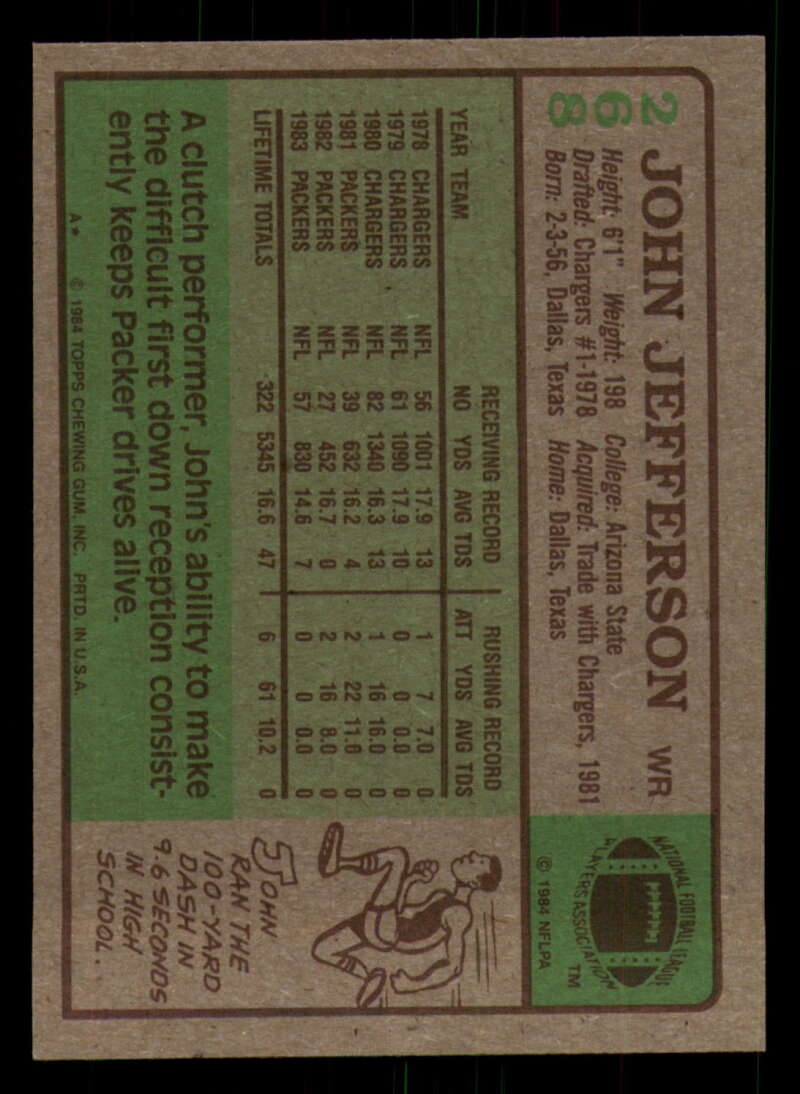 268
JOHN JEFFERSON WR
Height: 6'1" Weight: 198 College: Arizona State
Drafted: Chargers #1-1978 Acquired: Trade with Chargers, 1981
Born: 2-3-56, Dallas, Texas Home: Dallas, Texas
NATIONAL FOOTBALL LEAGUE
PLAYERS ASSOCIATION
TM
© 1984 NFLPA
RECEIVING RECORD RUSHING RECORD
YEAR TEAM NO YDS AVG TDS ATT YDS AVG TDS
1978 CHARGERS NFL 56 1001 17.9 13 1 7 7.0 0
1979 CHARGERS NFL 61 1090 17.9 10 0 0 0.0 0
1980 CHARGERS NFL 82 1340 16.3 13 1 16 16.0 0
1981 PACKERS NFL 39 632 16.2 4 2 22 11.0 0
1982 PACKERS NFL 27 452 16.7 0 2 16 8.0 0
1983 PACKERS NFL 57 830 14.6 7 0 0 0.0 0
LIFETIME TOTALS 322 5345 16.6 47 6 61 10.2 0
A clutch performer, John's ability to make
the difficult first down reception consist-
ently keeps Packer drives alive.
A* © 1984 TOPPS CHEWING GUM, INC. PRTD. IN U.S.A.
JOHN
RAN THE
100-YARD
DASH IN
9.6 SECONDS
IN HIGH
SCHOOL.